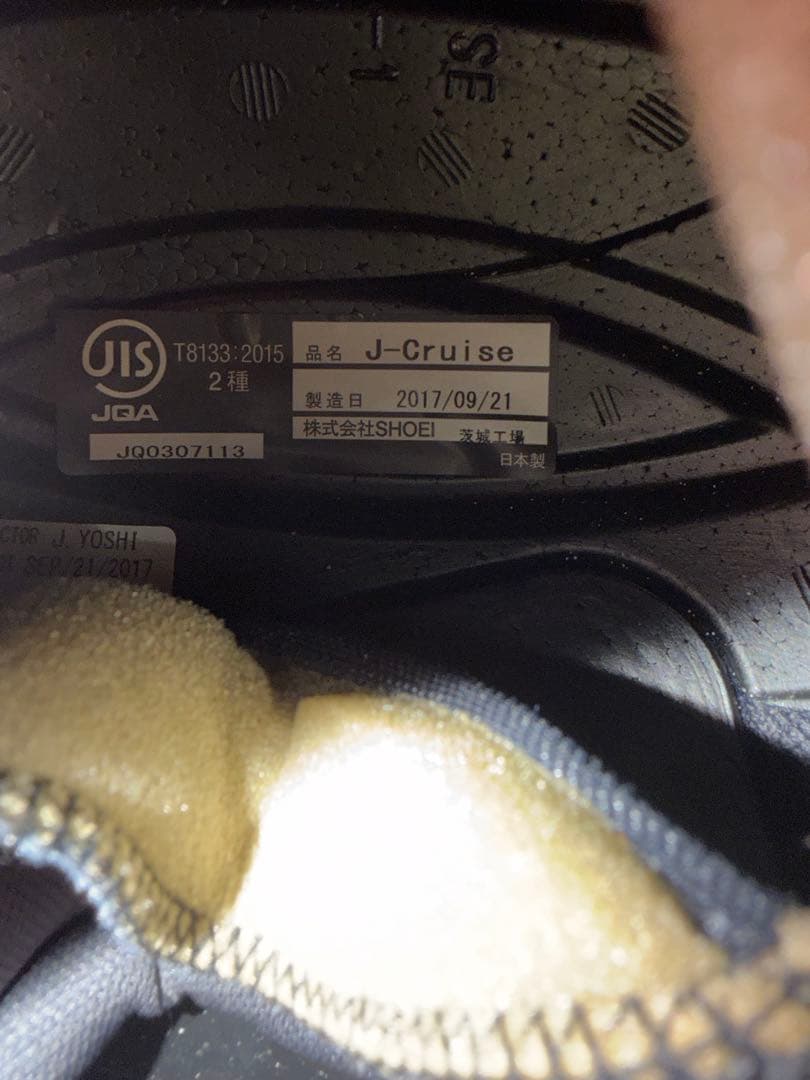 -1
SE
JIS
JQA
T8133:2015
2種
JQ0307113
品名 J-Cruise
製造日 2017/09/21
株式会社SHOEI 茨城工場
日本製
CTOR J. YOSHI
SEP/21/2017